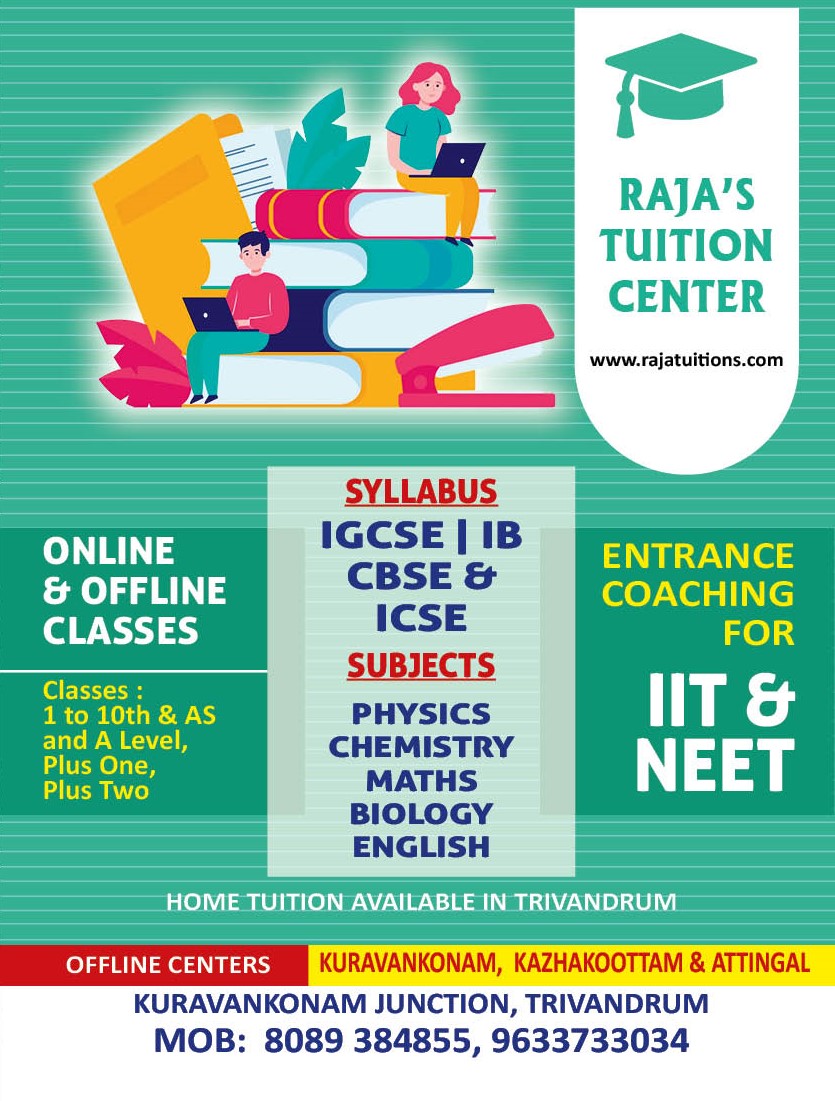 RAJA'S
TUITION
CENTER
www.rajatuitions.com
SYLLABUS
IGCSE | IB
CBSE &
ICSE
SUBJECTS
PHYSICS
CHEMISTRY
MATHS
BIOLOGY
ENGLISH
ONLINE
& OFFLINE
CLASSES
Classes :
1 to 10th & AS
and A Level,
Plus One,
Plus Two
ENTRANCE
COACHING
FOR
IIT &
NEET
HOME TUITION AVAILABLE IN TRIVANDRUM
OFFLINE CENTERS KURAVANKONAM, KAZHAKOOTTAM & ATTINGAL
KURAVANKONAM JUNCTION, TRIVANDRUM
MOB: 8089 384855, 9633733034